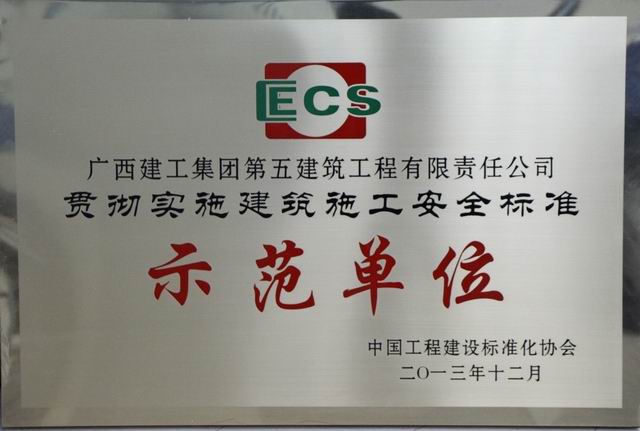 CECS
广西建工集团第五建筑工程有限责任公司
贯彻实施建筑施工安全标准
示范单位
中国工程建设标准化协会
二〇一三年十二月